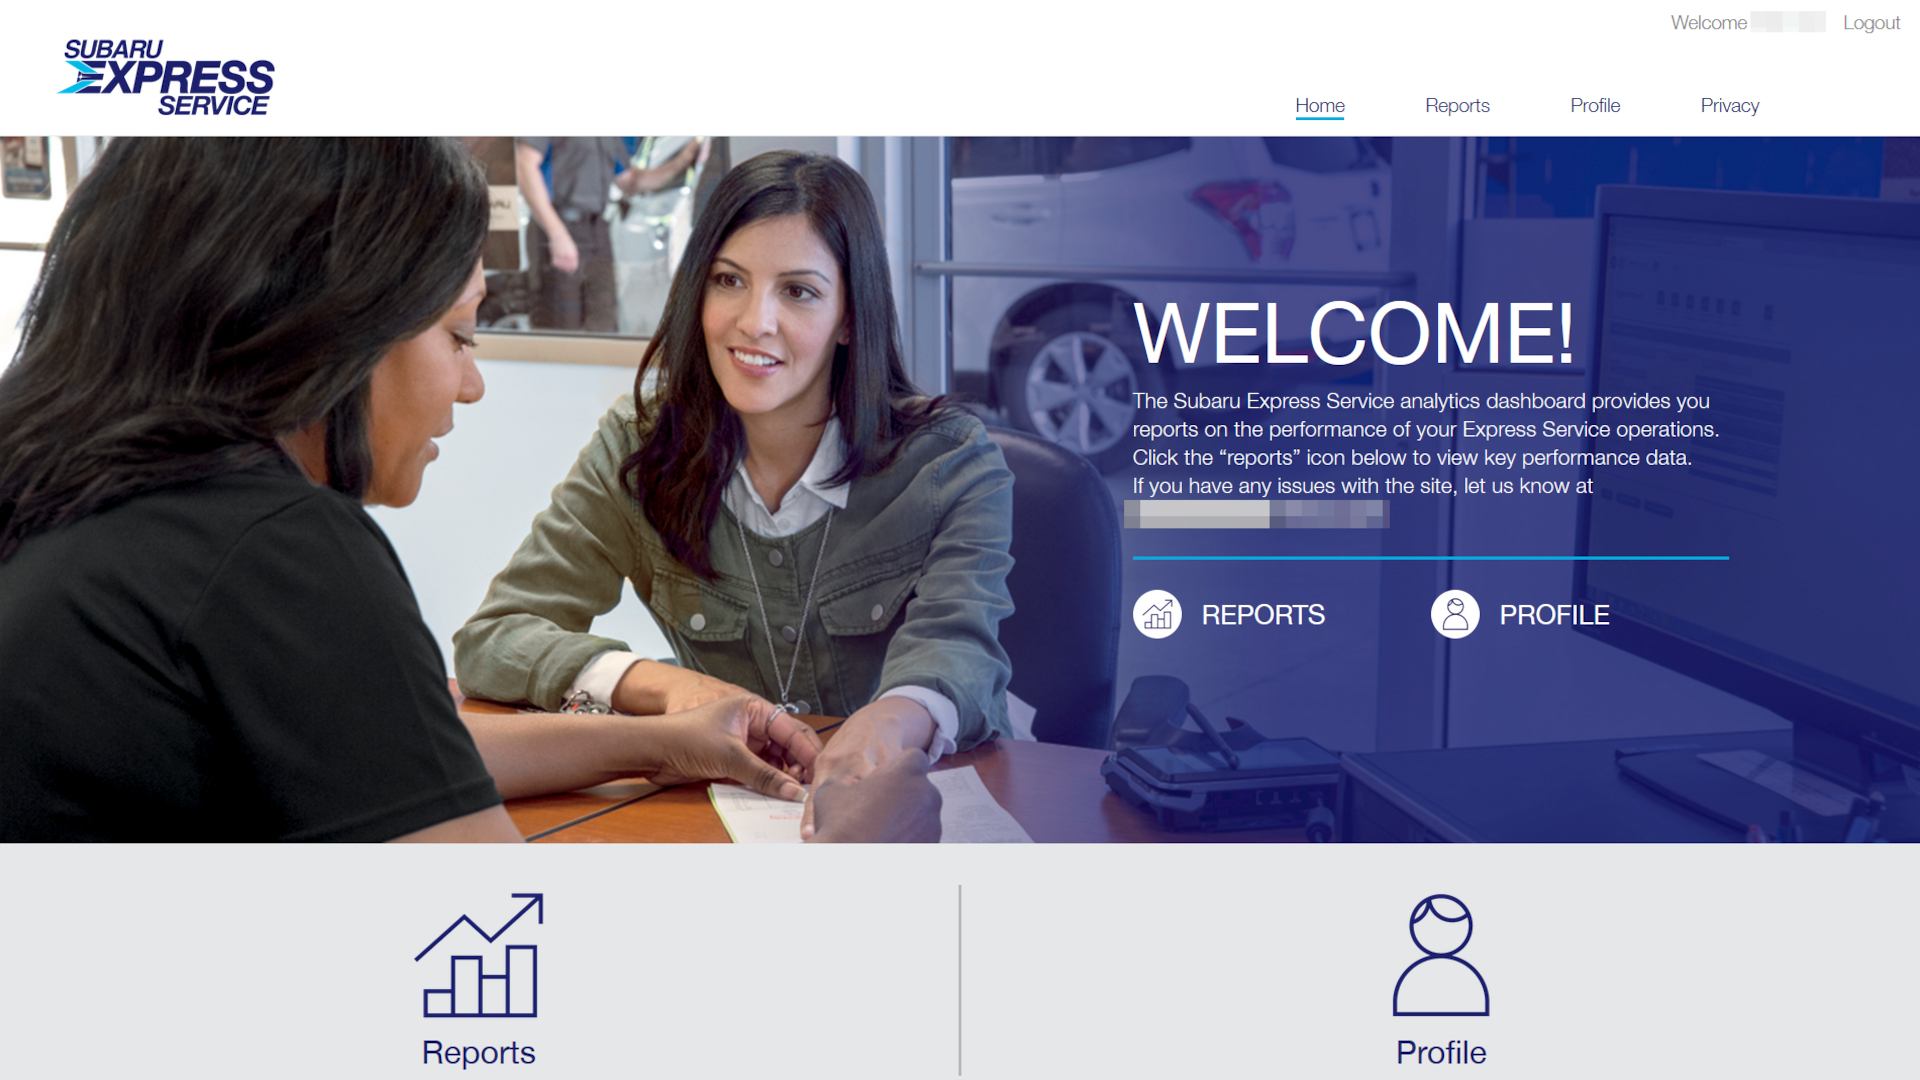 Welcome
Logout
SUBARU
EXPRESS
SERVICE
Home
Reports
Profile
Privacy
WELCOME!
The Subaru Express Service analytics dashboard provides you
reports on the performance of your Express Service operations.
Click the “reports” icon below to view key performance data.
If you have any issues with the site, let us know at
REPORTS
PROFILE
Reports
Profile